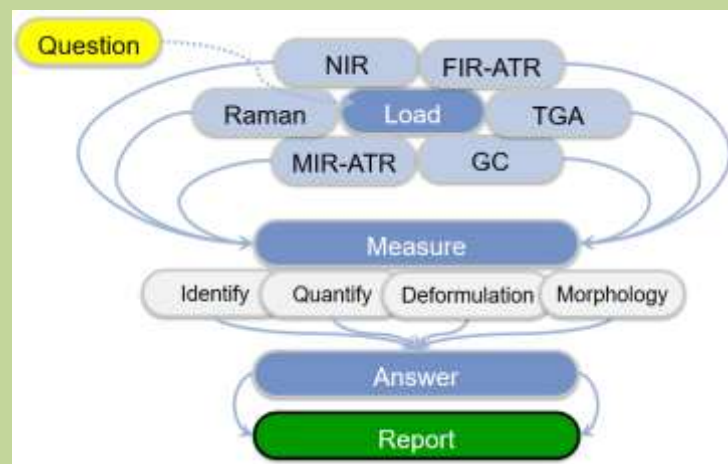 Question
NIR FIR-ATR
Raman Load TGA
MIR-ATR GC
Measure
Identify Quantify Deformulation Morphology
Answer
Report